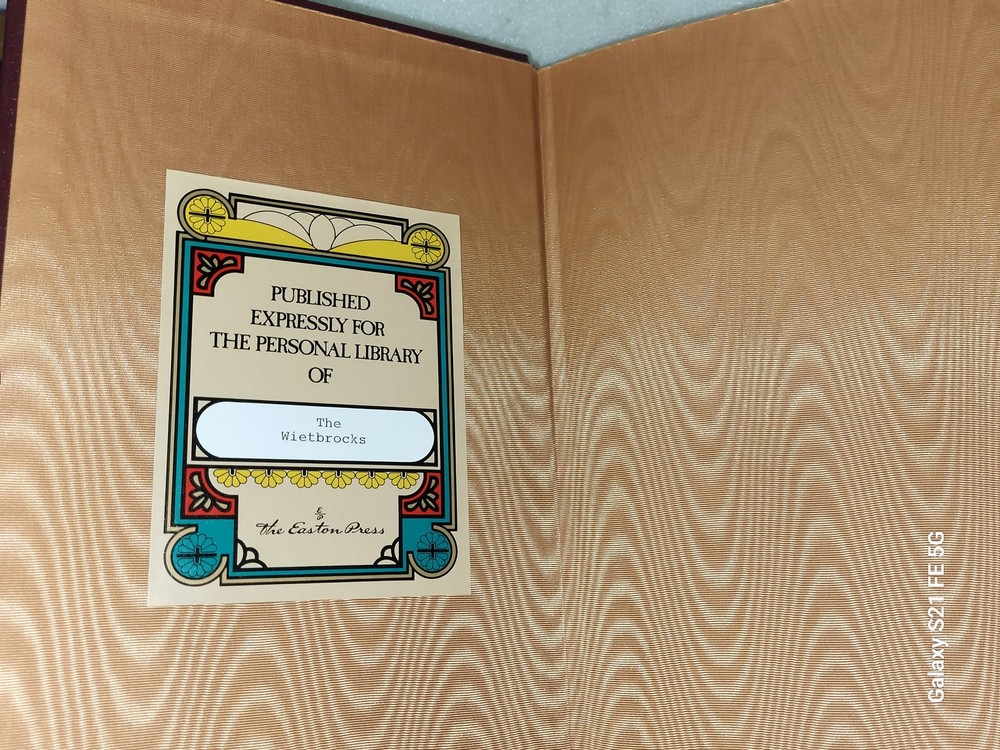 PUBLISHED
EXPRESSLY FOR
THE PERSONAL LIBRARY
OF
The
Wietbrocks
The Easton Press
Galaxy S21 FE 5G